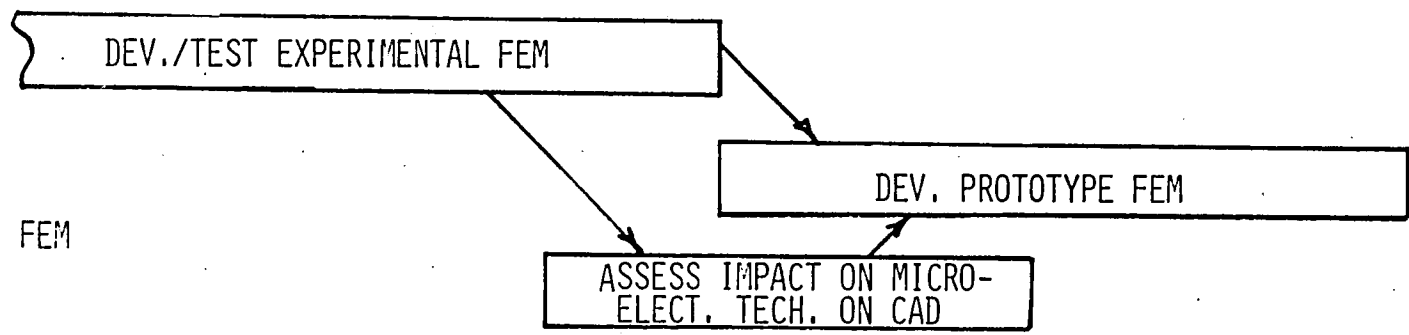 DEV./TEST EXPERIMENTAL FEM
DEV. PROTOTYPE FEM
FEM
ASSESS IMPACT ON MICRO-
ELECT. TECH. ON CAD